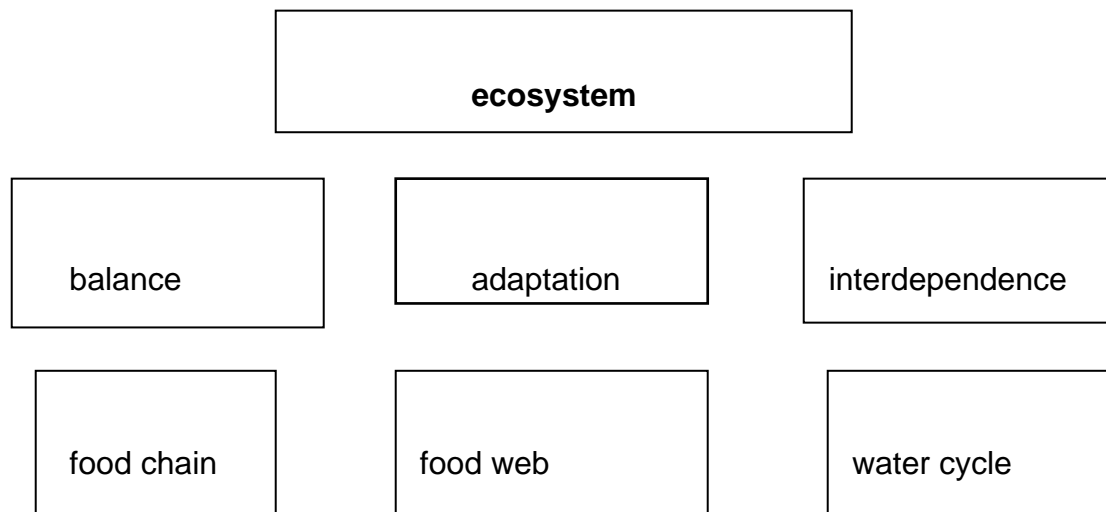 ecosystem
balance adaptation interdependence
food chain food web water cycle